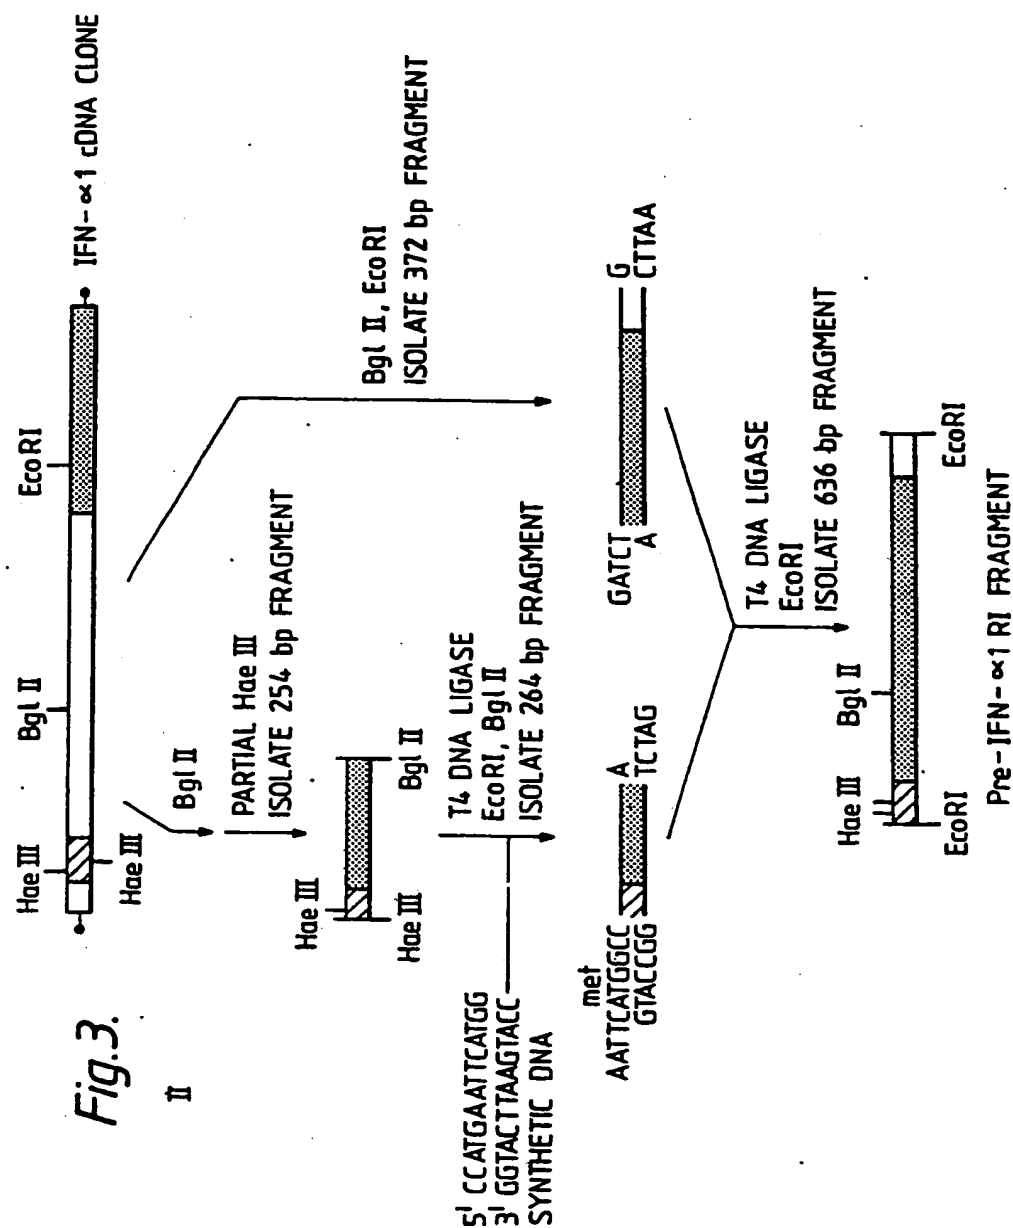 Fig.3.
II
Hae III
Bgl II
EcoRI
IFN-α1 cDNA CLONE
Hae III
Bgl II
PARTIAL Hae III
ISOLATE 254 bp FRAGMENT
Bgl II, EcoRI
ISOLATE 372 bp FRAGMENT
Hae III
Hae III
Bgl II
5' CCATGAATTCATGG
3' GGTACTTAAGTACC
SYNTHETIC DNA
T4 DNA LIGASE
EcoRI, Bgl II
ISOLATE 264 bp FRAGMENT
met
AATTCATGGCC
GTACCGG
A
TCTAG
GATCT
A
G
CTTAA
T4 DNA LIGASE
EcoRI
ISOLATE 636 bp FRAGMENT
Hae III
Bgl II
EcoRI
EcoRI
Pre-IFN-α1 RI FRAGMENT